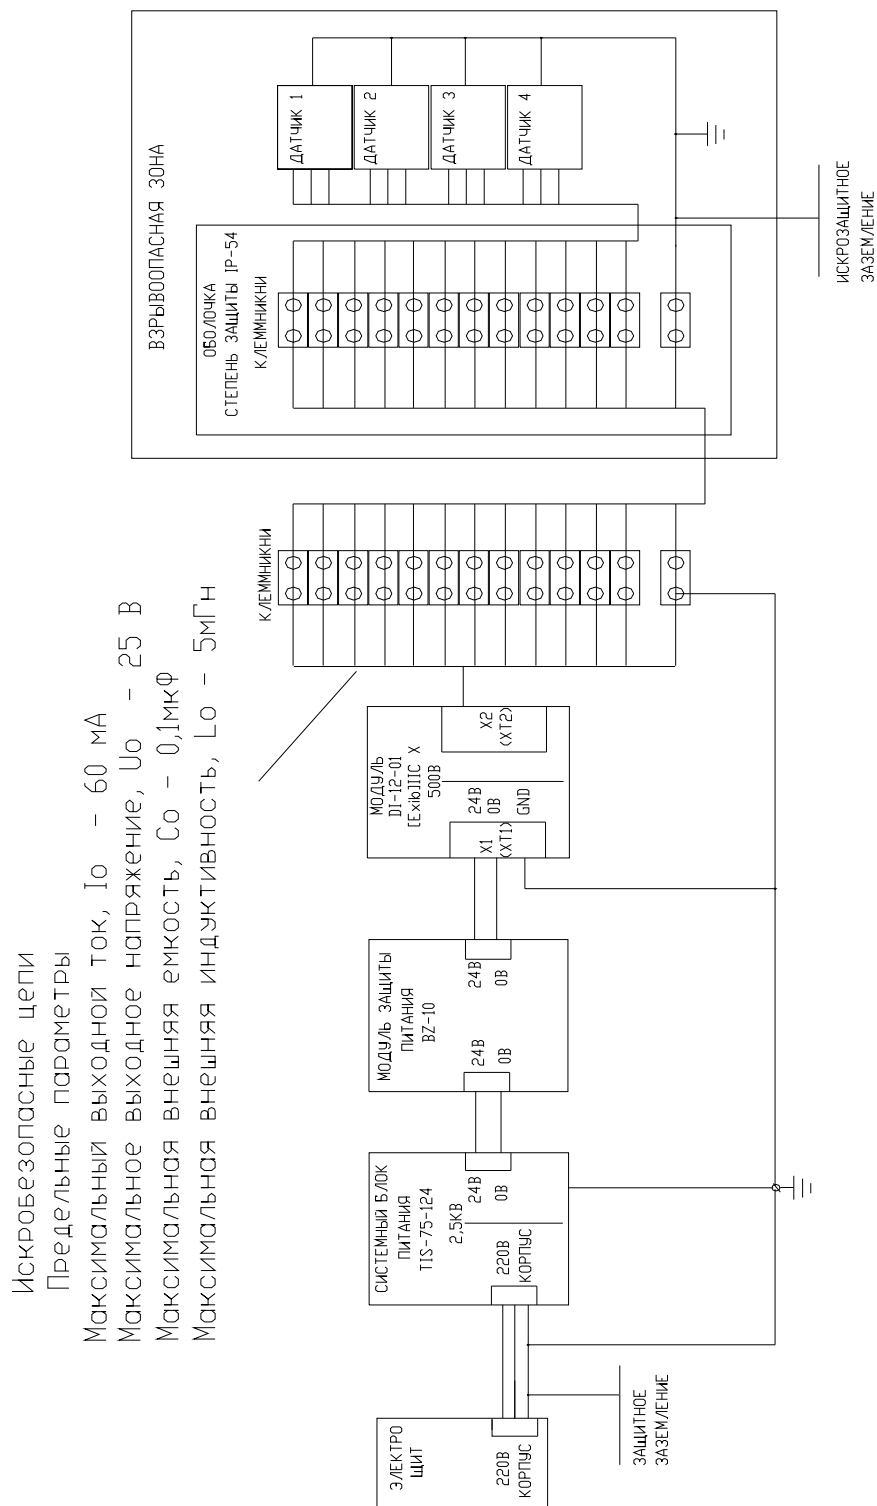 Искробезопасные цепи
Предельные параметры
Максимальный выходной ток, Io - 60 мА
Максимальное выходное напряжение, Uo - 25 В
Максимальная внешняя емкость, Co - 0,1мкФ
Максимальная внешняя индуктивность, Lo - 5мГн
ЭЛЕКТРО
ЩИТ
220В
КОРПУС
ЗАЩИТНОЕ
ЗАЗЕМЛЕНИЕ
СИСТЕМНЫЙ БЛОК
ПИТАНИЯ
TIS-75-124
2,5КВ
220В
КОРПУС
24В
0В
МОДУЛЬ ЗАЩИТЫ
ПИТАНИЯ
BZ-10
24В
0В
24В
0В
МОДУЛЬ
DI-12-01
[Exib]IIC X
500В
X1
(XT1)
24В
0В
GND
X2
(XT2)
КЛЕММНИКНИ
ВЗРЫВООПАСНАЯ ЗОНА
ОБОЛОЧКА
СТЕПЕНЬ ЗАЩИТЫ IP-54
КЛЕММНИКНИ
ДАТЧИК 1
ДАТЧИК 2
ДАТЧИК 3
ДАТЧИК 4
ИСКРОЗАЩИТНОЕ
ЗАЗЕМЛЕНИЕ